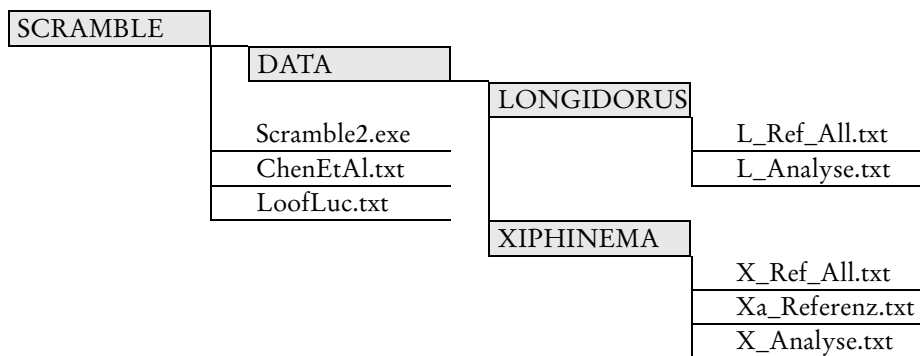 SCRAMBLE
DATA
LONGIDORUS
Scramble2.exe L_Ref_All.txt
ChenEtAl.txt L_Analyse.txt
LoofLuc.txt
XIPHINEMA
X_Ref_All.txt
Xa_Referenz.txt
X_Analyse.txt